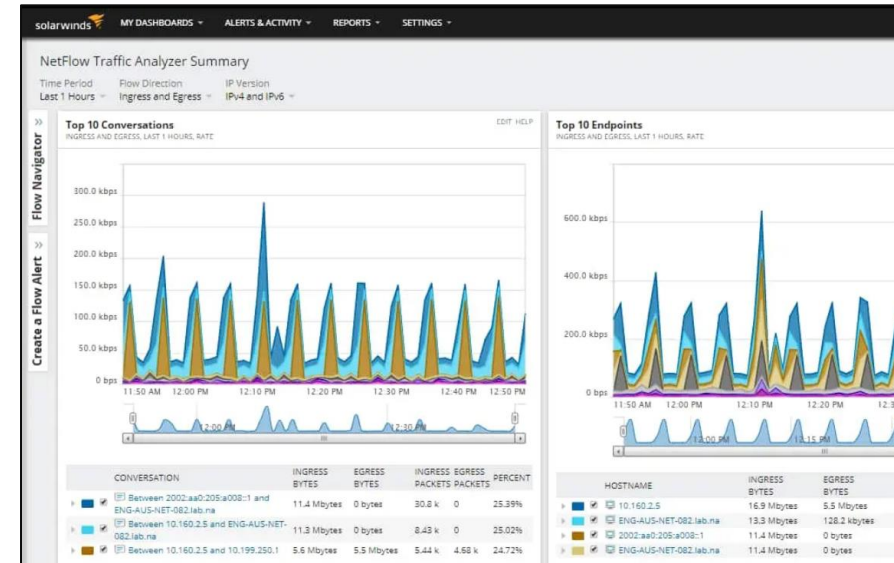 solarwinds MY DASHBOARDS ALERTS & ACTIVITY REPORTS SETTINGS
NetFlow Traffic Analyzer Summary
Time Period Flow Direction IP Version
Last 1 Hours Ingress and Egress IPv4 and IPv6
Flow Navigator
Create a Flow Alert
Top 10 Conversations EDIT HELP
INGRESS AND EGRESS, LAST 1 HOURS, RATE
300.0 kbps
250.0 kbps
200.0 kbps
150.0 kbps
100.0 kbps
50.0 kbps
0 bps
11:50 AM 12:00 PM 12:10 PM 12:20 PM 12:30 PM 12:40 PM 12:50 PM
12:00 PM 12:30 PM
CONVERSATION INGRESS BYTES EGRESS BYTES INGRESS PACKETS EGRESS PACKETS PERCENT
Between 2002:aa0:205:a008::1 and
ENG-AUS-NET-082.lab.na 11.4 Mbytes 0 bytes 30.8 k 0 25.39%
Between 10.160.2.5 and ENG-AUS-NET-
082.lab.na 11.3 Mbytes 0 bytes 8.43 k 0 25.02%
Between 10.160.2.5 and 10.199.250.1 5.6 Mbytes 5.5 Mbytes 5.44 k 4.68 k 24.72%
Top 10 Endpoints
INGRESS AND EGRESS, LAST 1 HOURS, RATE
600.0 kbps
400.0 kbps
200.0 kbps
0 bps
11:50 AM 12:00 PM 12:10 PM 12:20 PM 12:3
12:00 PM 12:15 PM
HOSTNAME INGRESS BYTES EGRESS BYTES
10.160.2.5 16.9 Mbytes 5.5 Mbytes
ENG-AUS-NET-082.lab.na 13.3 Mbytes 128.2 kbytes
2002:aa0:205:a008::1 11.4 Mbytes 0 bytes
ENG-AUS-NET-082.lab.na 11.4 Mbytes 0 bytes